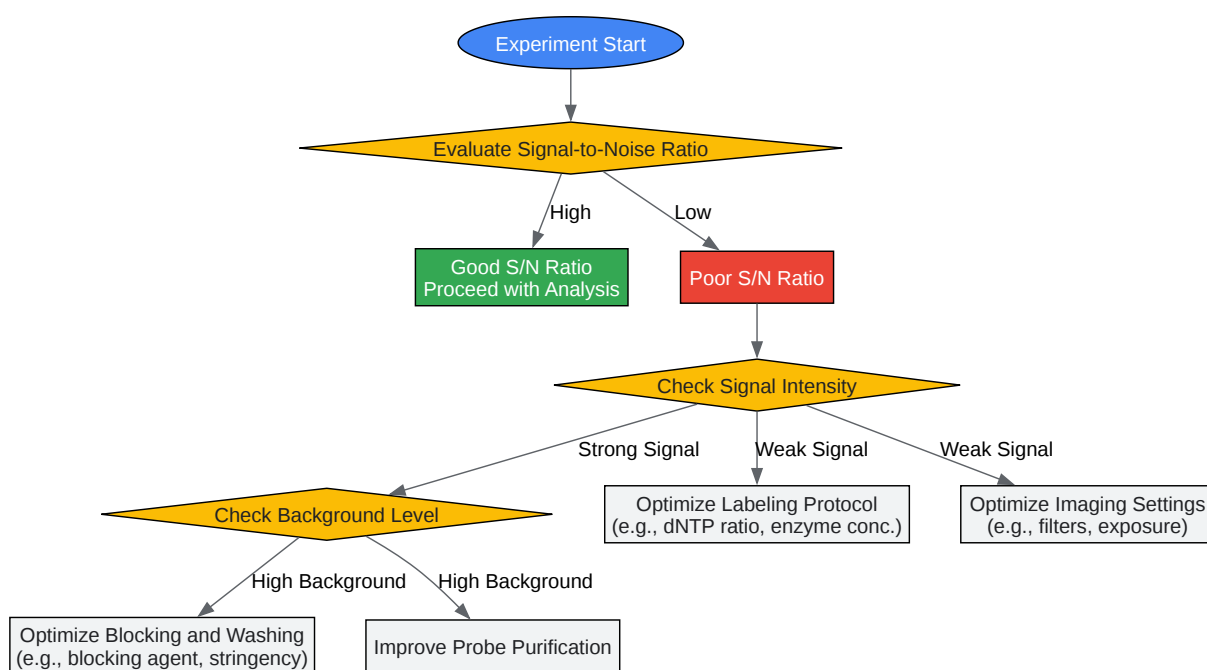 Experiment Start
Evaluate Signal-to-Noise Ratio
High
Low
Good S/N Ratio
Proceed with Analysis
Poor S/N Ratio
Check Signal Intensity
Strong Signal
Weak Signal
Weak Signal
Check Background Level
Optimize Labeling Protocol
(e.g., dNTP ratio, enzyme conc.)
Optimize Imaging Settings
(e.g., filters, exposure)
High Background
High Background
Optimize Blocking and Washing
(e.g., blocking agent, stringency)
Improve Probe Purification